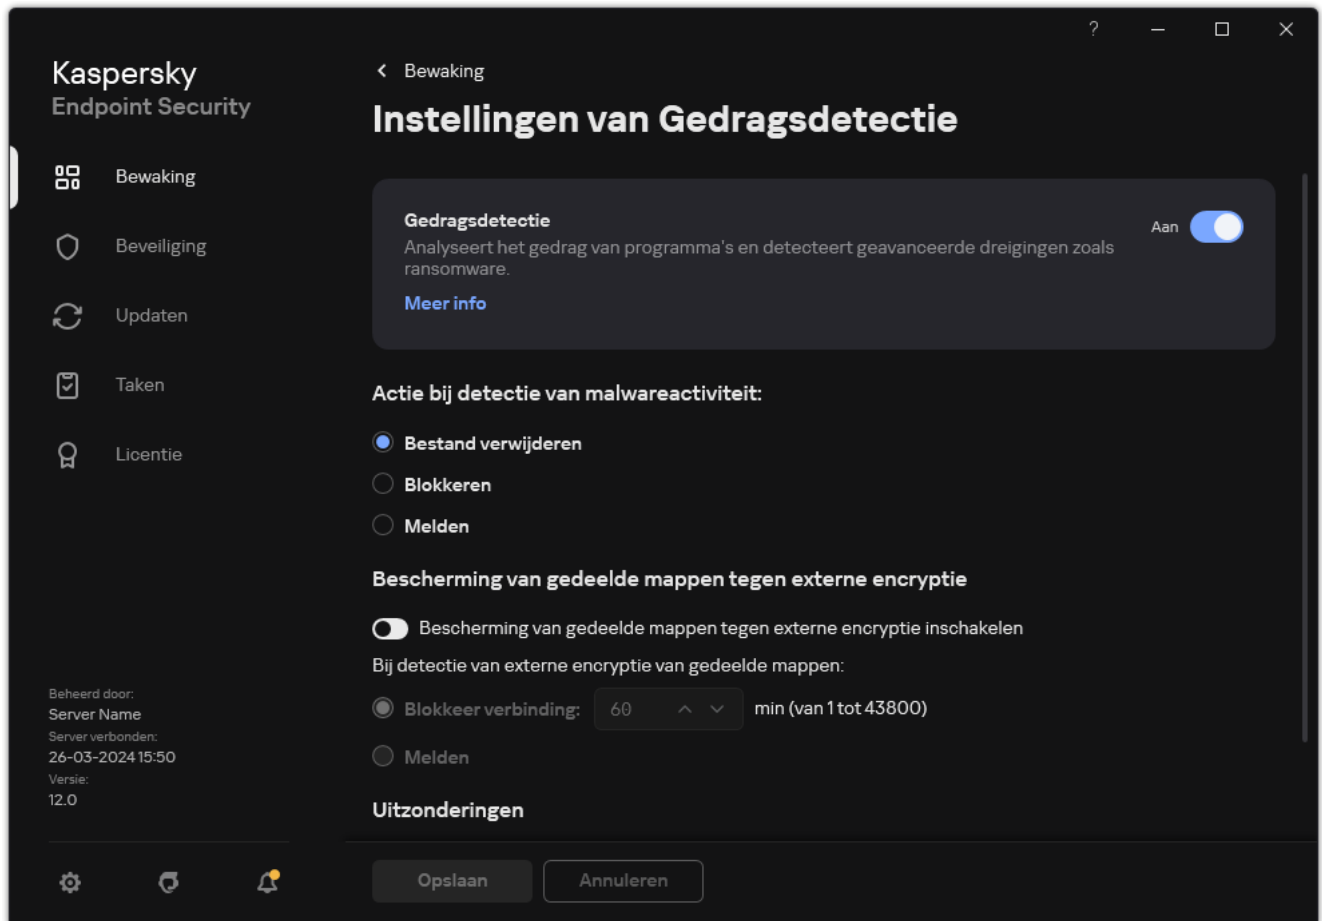 ?
Kaspersky
Endpoint Security
Bewaking
Beveiliging
Updaten
Taken
Licentie
Beheerd door:
Server Name
Server verbonden:
26-03-2024 15:50
Versie:
12.0
Bewaking
Instellingen van Gedragsdetectie
Gedragsdetectie
Analyseert het gedrag van programma's en detecteert geavanceerde dreigingen zoals
ransomware.
Meer info
Aan
Actie bij detectie van malwareactiviteit:
Bestand verwijderen
Blokkeren
Melden
Bescherming van gedeelde mappen tegen externe encryptie
Bescherming van gedeelde mappen tegen externe encryptie inschakelen
Bij detectie van externe encryptie van gedeelde mappen:
Blokkeer verbinding: 60 min (van 1 tot 43800)
Melden
Uitzonderingen
Opslaan
Annuleren